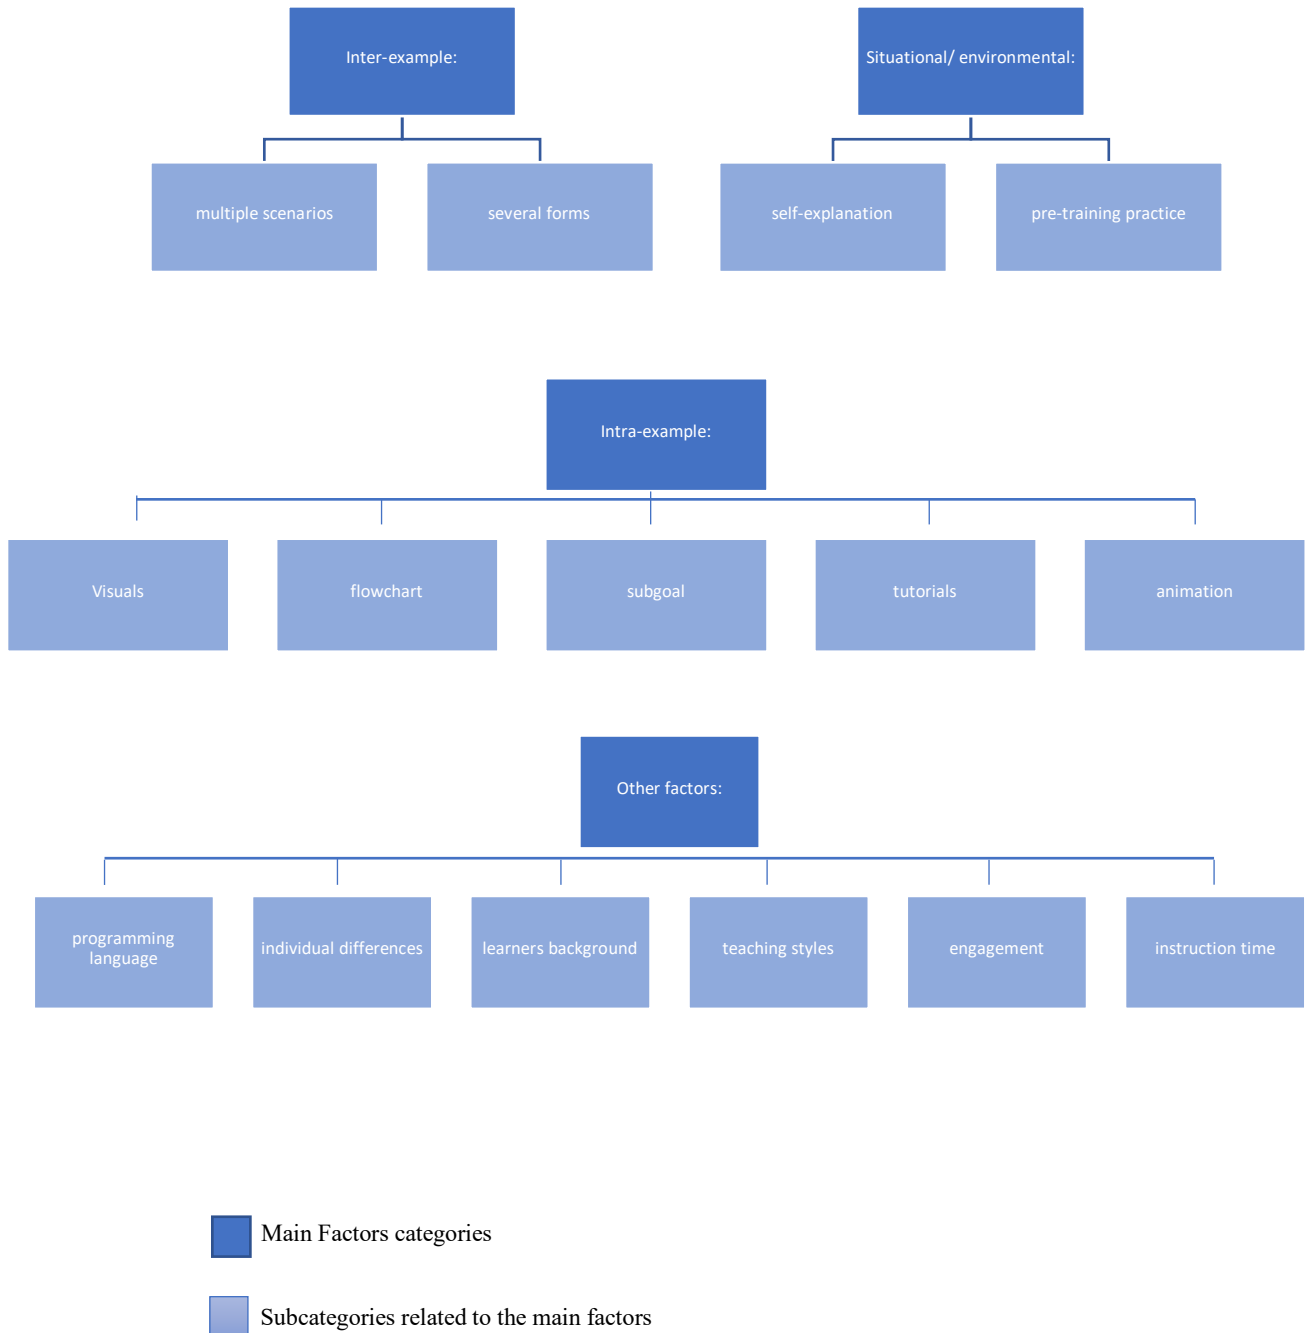 Inter-example:
Situational/ environmental:
multiple scenarios
several forms
self-explanation
pre-training practice
Intra-example:
Visuals
flowchart
subgoal
tutorials
animation
Other factors:
programming
language
individual differences
learners background
teaching styles
engagement
instruction time
Main Factors categories
Subcategories related to the main factors